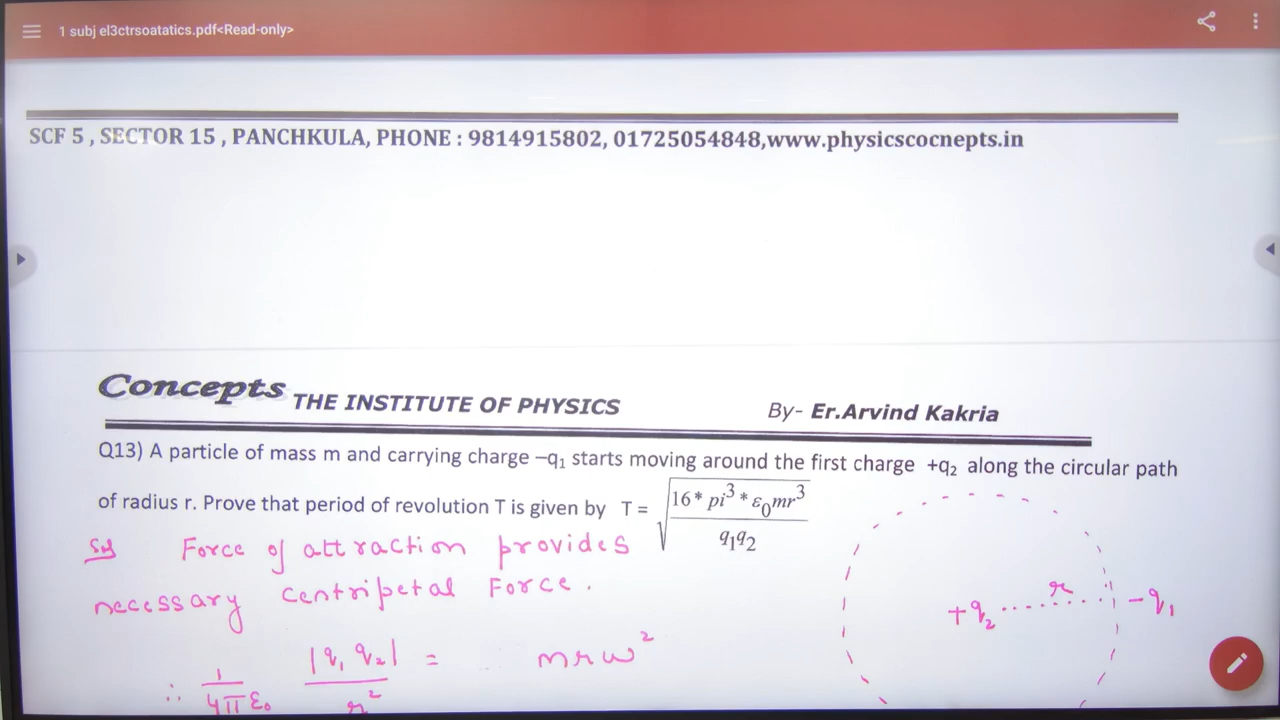 1 subj el3ctrsoatatics.pdf<Read-only>
SCF 5 , SECTOR 15 , PANCHKULA, PHONE : 9814915802, 01725054848,www.physicscocnepts.in
Concepts THE INSTITUTE OF PHYSICS By- Er.Arvind Kakria
Q13) A particle of mass m and carrying charge –q₁ starts moving around the first charge +q₂ along the circular path
of radius r. Prove that period of revolution T is given by T = √(16* pi³ * ε₀mr³ / q₁q₂)
Sol Force of attraction provides
necessary centripetal Force .
+q₂ r -q₁
∴ 1/4πε₀ |q₁ q₂|/r² = mrω²